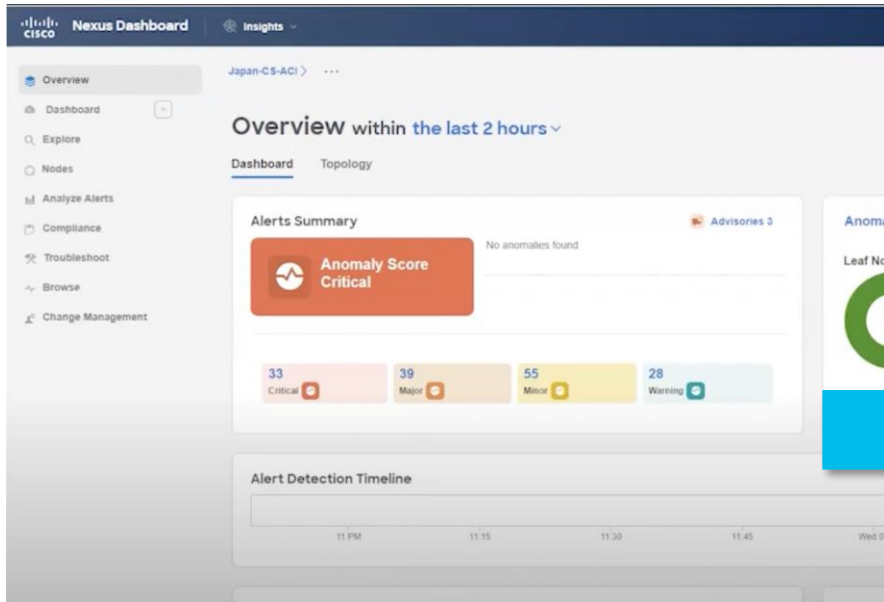 CISCO Nexus Dashboard Insights
Overview
Dashboard
Explore
Nodes
Analyze Alerts
Compliance
Troubleshoot
Browse
Change Management
Japan-CS-ACI > ...
Overview within the last 2 hours
Dashboard Topology
Alerts Summary
Advisories 3
Anomaly Score
Critical
No anomalies found
33
Critical
39
Major
55
Minor
28
Warning
Leaf
Alert Detection Timeline
11 PM 11:15 11:30 11:45 Wed